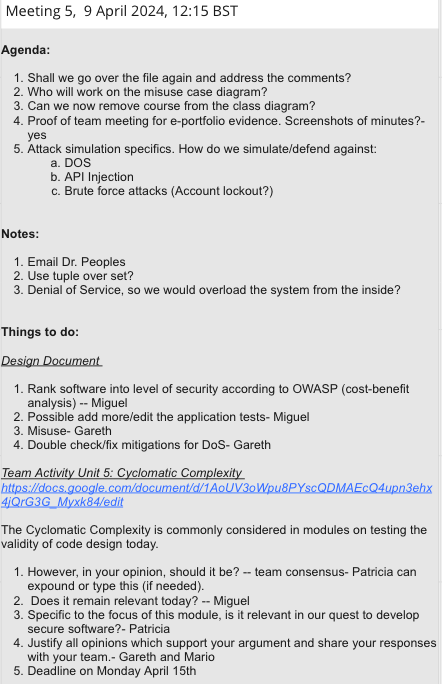 Meeting 5,  9 April 2024, 12:15 BST
Agenda:
1. Shall we go over the file again and address the comments?
2. Who will work on the misuse case diagram?
3. Can we now remove course from the class diagram?
4. Proof of team meeting for e-portfolio evidence. Screenshots of minutes?-
yes
5. Attack simulation specifics. How do we simulate/defend against:
a. DOS
b. API Injection
c. Brute force attacks (Account lockout?)
Notes:
1. Email Dr. Peoples
2. Use tuple over set?
3. Denial of Service, so we would overload the system from the inside?
Things to do:
Design Document
1. Rank software into level of security according to OWASP (cost-benefit
analysis) -- Miguel
2. Possible add more/edit the application tests- Miguel
3. Misuse- Gareth
4. Double check/fix mitigations for DoS- Gareth
Team Activity Unit 5: Cyclomatic Complexity
https://docs.google.com/document/d/1AoUV3oWpu8PYscQDMAEcQ4upn3ehx
4jQrG3G_Myxk84/edit
The Cyclomatic Complexity is commonly considered in modules on testing the
validity of code design today.
1. However, in your opinion, should it be? -- team consensus- Patricia can
expound or type this (if needed).
2.  Does it remain relevant today? -- Miguel
3. Specific to the focus of this module, is it relevant in our quest to develop
secure software?- Patricia
4. Justify all opinions which support your argument and share your responses
with your team.- Gareth and Mario
5. Deadline on Monday April 15th